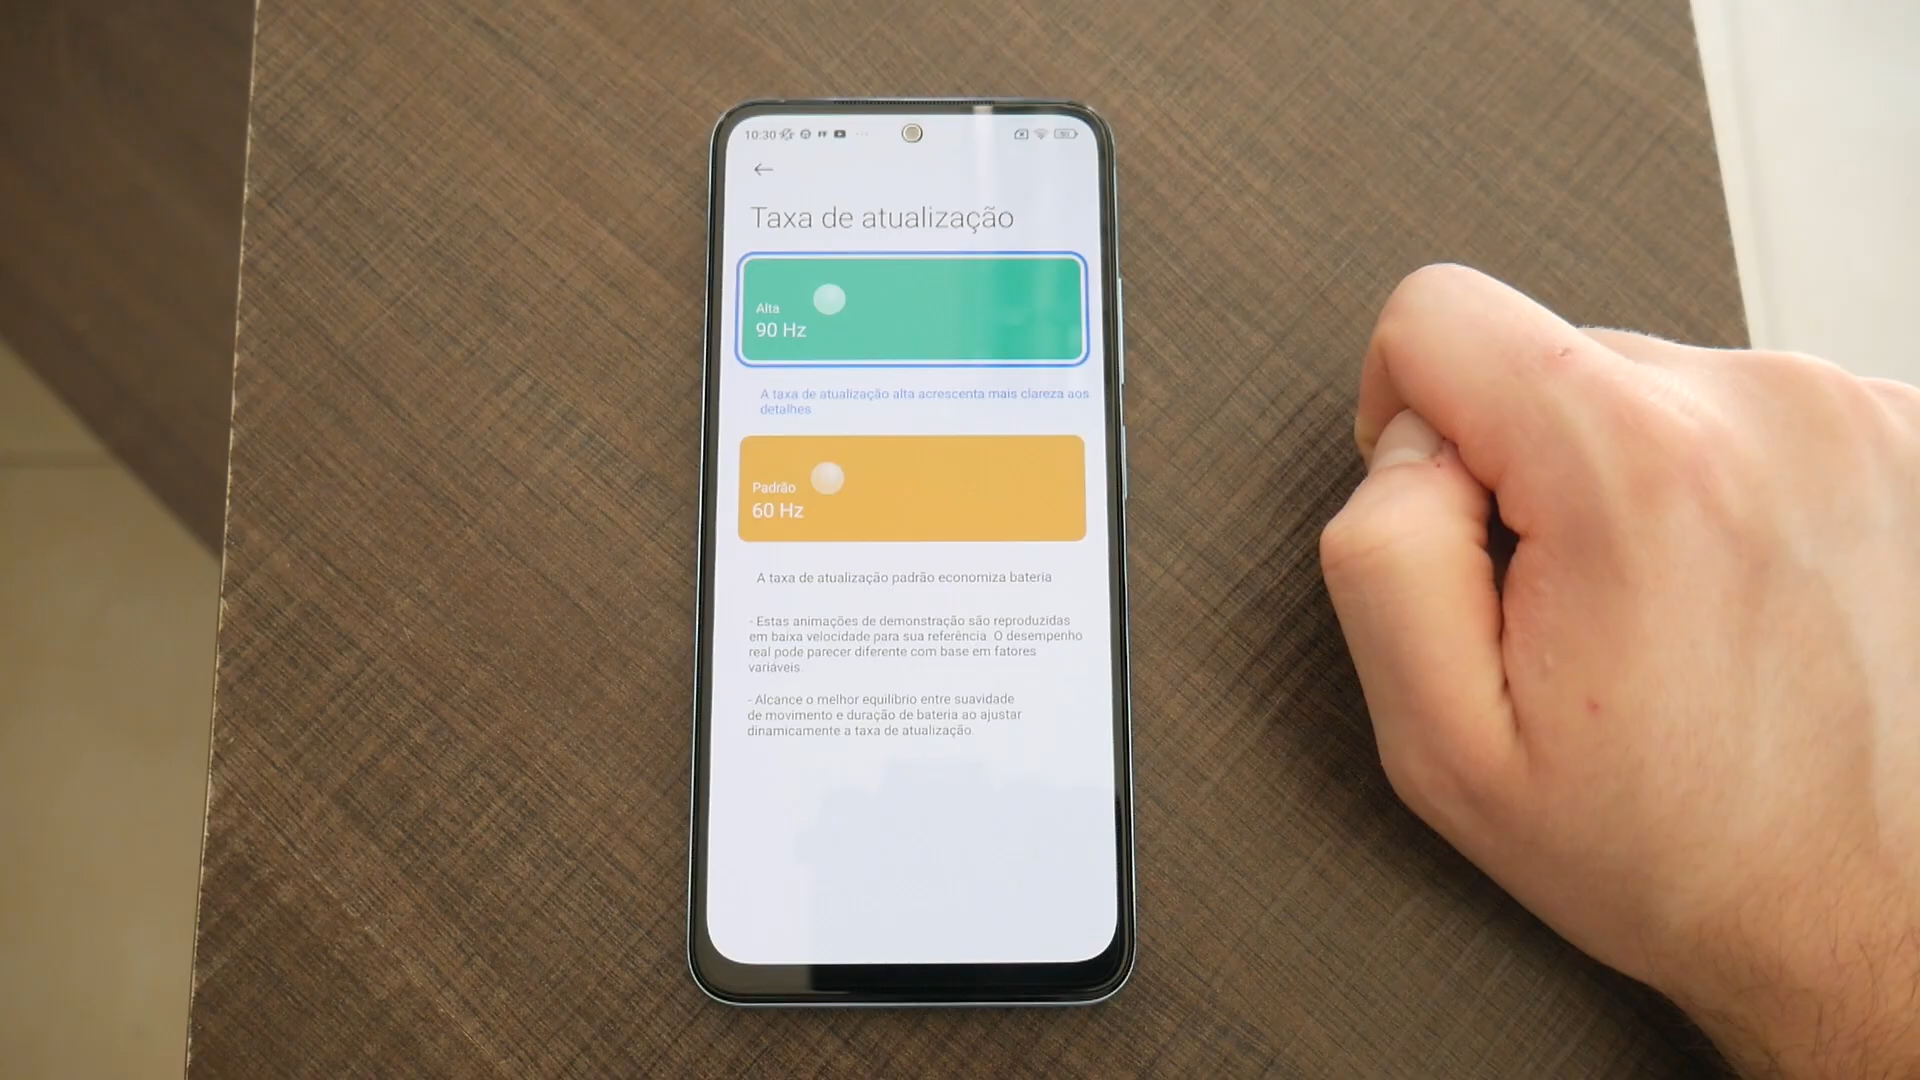 10:30
Taxa de atualização
Alta
90 Hz
A taxa de atualização alta acrescenta mais clareza aos
detalhes
Padrão
60 Hz
A taxa de atualização padrão economiza bateria
- Estas animações de demonstração são reproduzidas
em baixa velocidade para sua referência. O desempenho
real pode parecer diferente com base em fatores
variáveis.
- Alcance o melhor equilíbrio entre suavidade
de movimento e duração de bateria ao ajustar
dinamicamente a taxa de atualização.